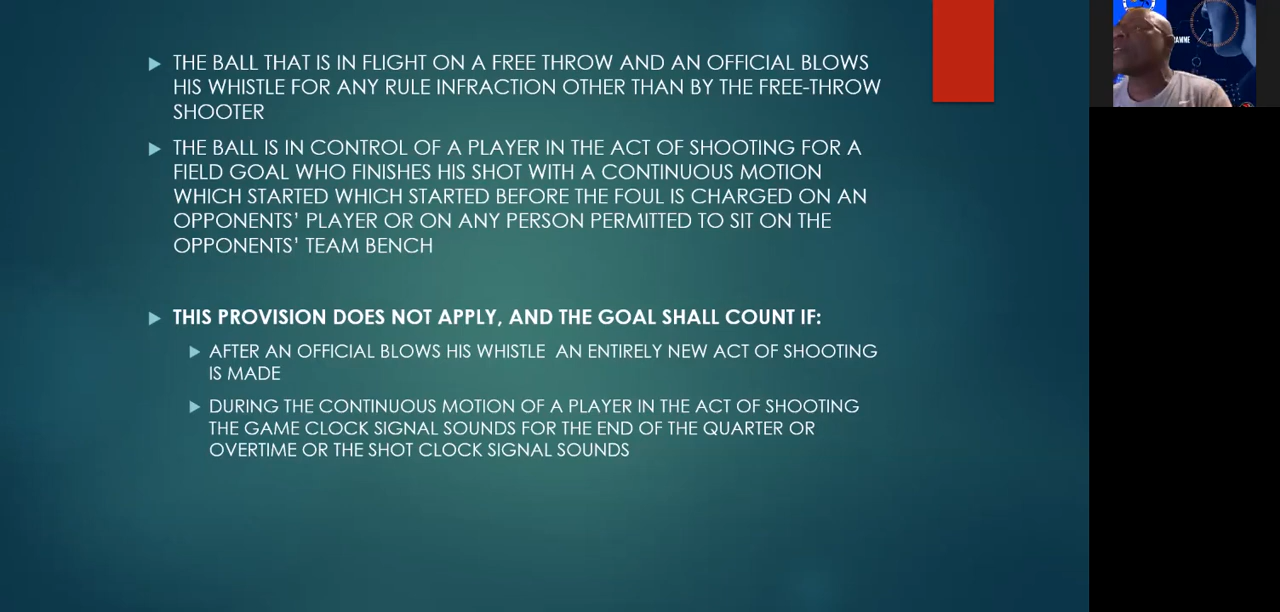 THE BALL THAT IS IN FLIGHT ON A FREE THROW AND AN OFFICIAL BLOWS
HIS WHISTLE FOR ANY RULE INFRACTION OTHER THAN BY THE FREE-THROW
SHOOTER
THE BALL IS IN CONTROL OF A PLAYER IN THE ACT OF SHOOTING FOR A
FIELD GOAL WHO FINISHES HIS SHOT WITH A CONTINUOUS MOTION
WHICH STARTED WHICH STARTED BEFORE THE FOUL IS CHARGED ON AN
OPPONENTS' PLAYER OR ON ANY PERSON PERMITTED TO SIT ON THE
OPPONENTS' TEAM BENCH
THIS PROVISION DOES NOT APPLY, AND THE GOAL SHALL COUNT IF:
AFTER AN OFFICIAL BLOWS HIS WHISTLE  AN ENTIRELY NEW ACT OF SHOOTING
IS MADE
DURING THE CONTINUOUS MOTION OF A PLAYER IN THE ACT OF SHOOTING
THE GAME CLOCK SIGNAL SOUNDS FOR THE END OF THE QUARTER OR
OVERTIME OR THE SHOT CLOCK SIGNAL SOUNDS